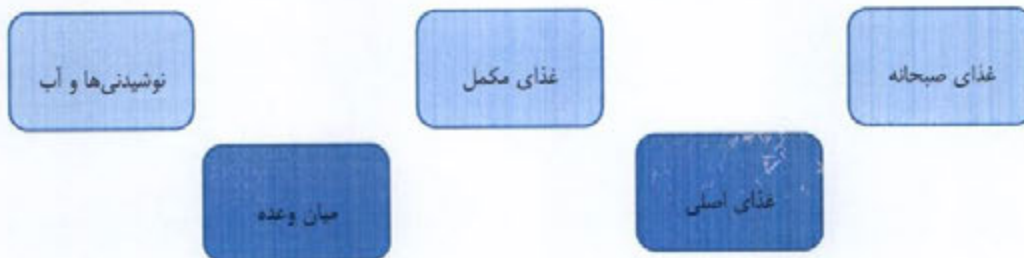 غذای صبحانه
غذای اصلی
غذای مکمل
میان وعده
نوشیدنی‌ها و آب